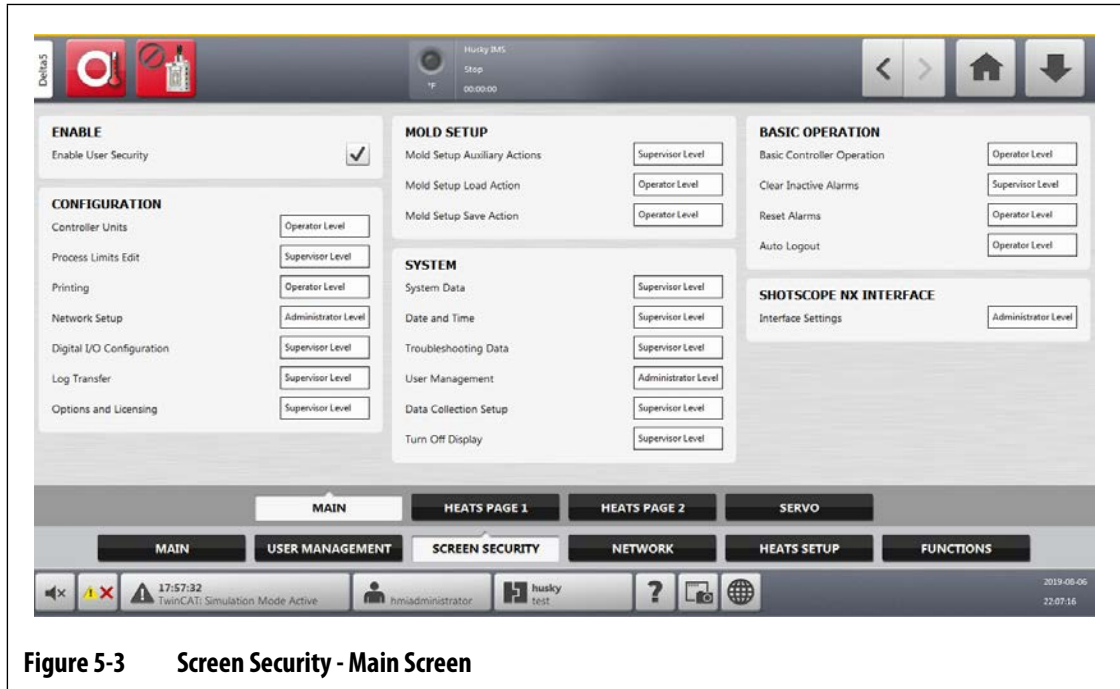 Delta5
Husky IMS
Stop
°F 00:00:00
ENABLE
Enable User Security
CONFIGURATION
Controller Units Operator Level
Process Limits Edit Supervisor Level
Printing Operator Level
Network Setup Administrator Level
Digital I/O Configuration Supervisor Level
Log Transfer Supervisor Level
Options and Licensing Supervisor Level
MOLD SETUP
Mold Setup Auxiliary Actions Supervisor Level
Mold Setup Load Action Operator Level
Mold Setup Save Action Operator Level
SYSTEM
System Data Supervisor Level
Date and Time Supervisor Level
Troubleshooting Data Supervisor Level
User Management Administrator Level
Data Collection Setup Supervisor Level
Turn Off Display Supervisor Level
BASIC OPERATION
Basic Controller Operation Operator Level
Clear Inactive Alarms Supervisor Level
Reset Alarms Operator Level
Auto Logout Operator Level
SHOTSCOPE NX INTERFACE
Interface Settings Administrator Level
MAIN HEATS PAGE 1 HEATS PAGE 2 SERVO
MAIN USER MANAGEMENT SCREEN SECURITY NETWORK HEATS SETUP FUNCTIONS
17:57:32
TwinCAT: Simulation Mode Active
hmiadministrator
husky
test
?
2019-08-06
22:07:16
Figure 5-3 Screen Security - Main Screen